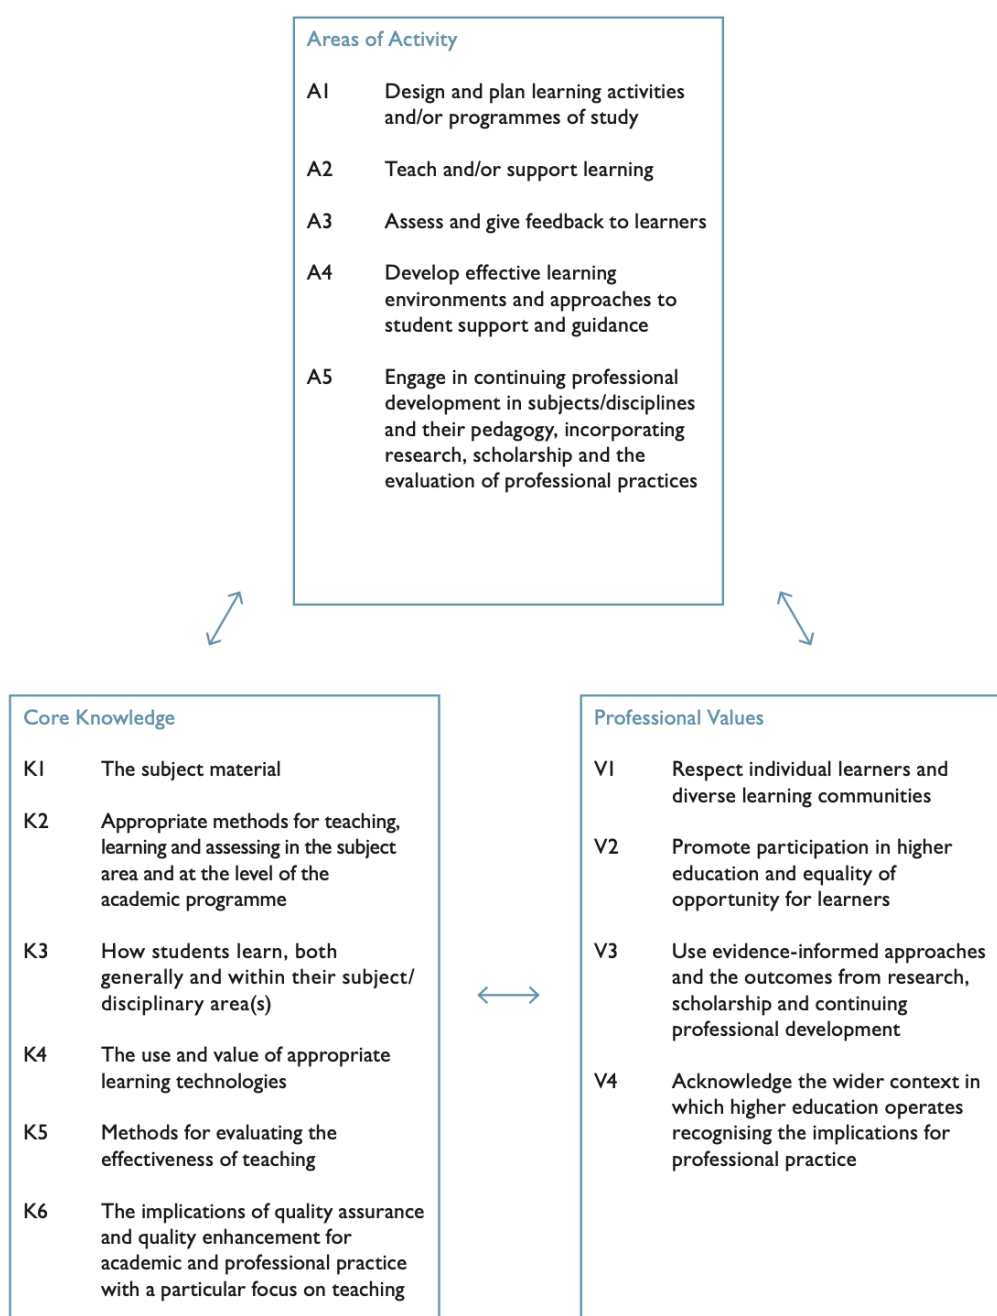 Areas of Activity
A1 Design and plan learning activities
and/or programmes of study
A2 Teach and/or support learning
A3 Assess and give feedback to learners
A4 Develop effective learning
environments and approaches to
student support and guidance
A5 Engage in continuing professional
development in subjects/disciplines
and their pedagogy, incorporating
research, scholarship and the
evaluation of professional practices
Core Knowledge
K1 The subject material
K2 Appropriate methods for teaching,
learning and assessing in the subject
area and at the level of the
academic programme
K3 How students learn, both
generally and within their subject/
disciplinary area(s)
K4 The use and value of appropriate
learning technologies
K5 Methods for evaluating the
effectiveness of teaching
K6 The implications of quality assurance
and quality enhancement for
academic and professional practice
with a particular focus on teaching
Professional Values
V1 Respect individual learners and
diverse learning communities
V2 Promote participation in higher
education and equality of
opportunity for learners
V3 Use evidence-informed approaches
and the outcomes from research,
scholarship and continuing
professional development
V4 Acknowledge the wider context in
which higher education operates
recognising the implications for
professional practice